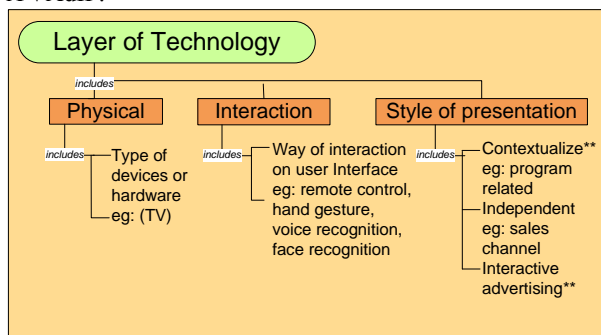 Layer of Technology
includes
Physical
Interaction
Style of presentation
includes
Type of
devices or
hardware
eg: (TV)
includes
Way of interaction
on user Interface
eg: remote control,
hand gesture,
voice recognition,
face recognition
includes
Contextualize**
eg: program
related
Independent
eg: sales
channel
Interactive
advertising**